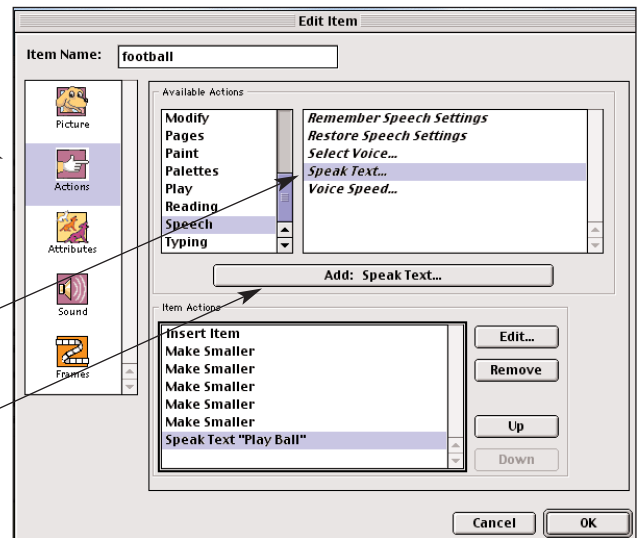 Edit Item
Item Name: football
Picture
Actions
Attributes
Sound
Frames
Available Actions
Modify
Pages
Paint
Palettes
Play
Reading
Speech
Typing
Remember Speech Settings
Restore Speech Settings
Select Voice...
Speak Text...
Voice Speed...
Add: Speak Text...
Item Actions
Insert Item
Make Smaller
Make Smaller
Make Smaller
Make Smaller
Make Smaller
Speak Text "Play Ball"
Edit...
Remove
Up
Down
Cancel
OK